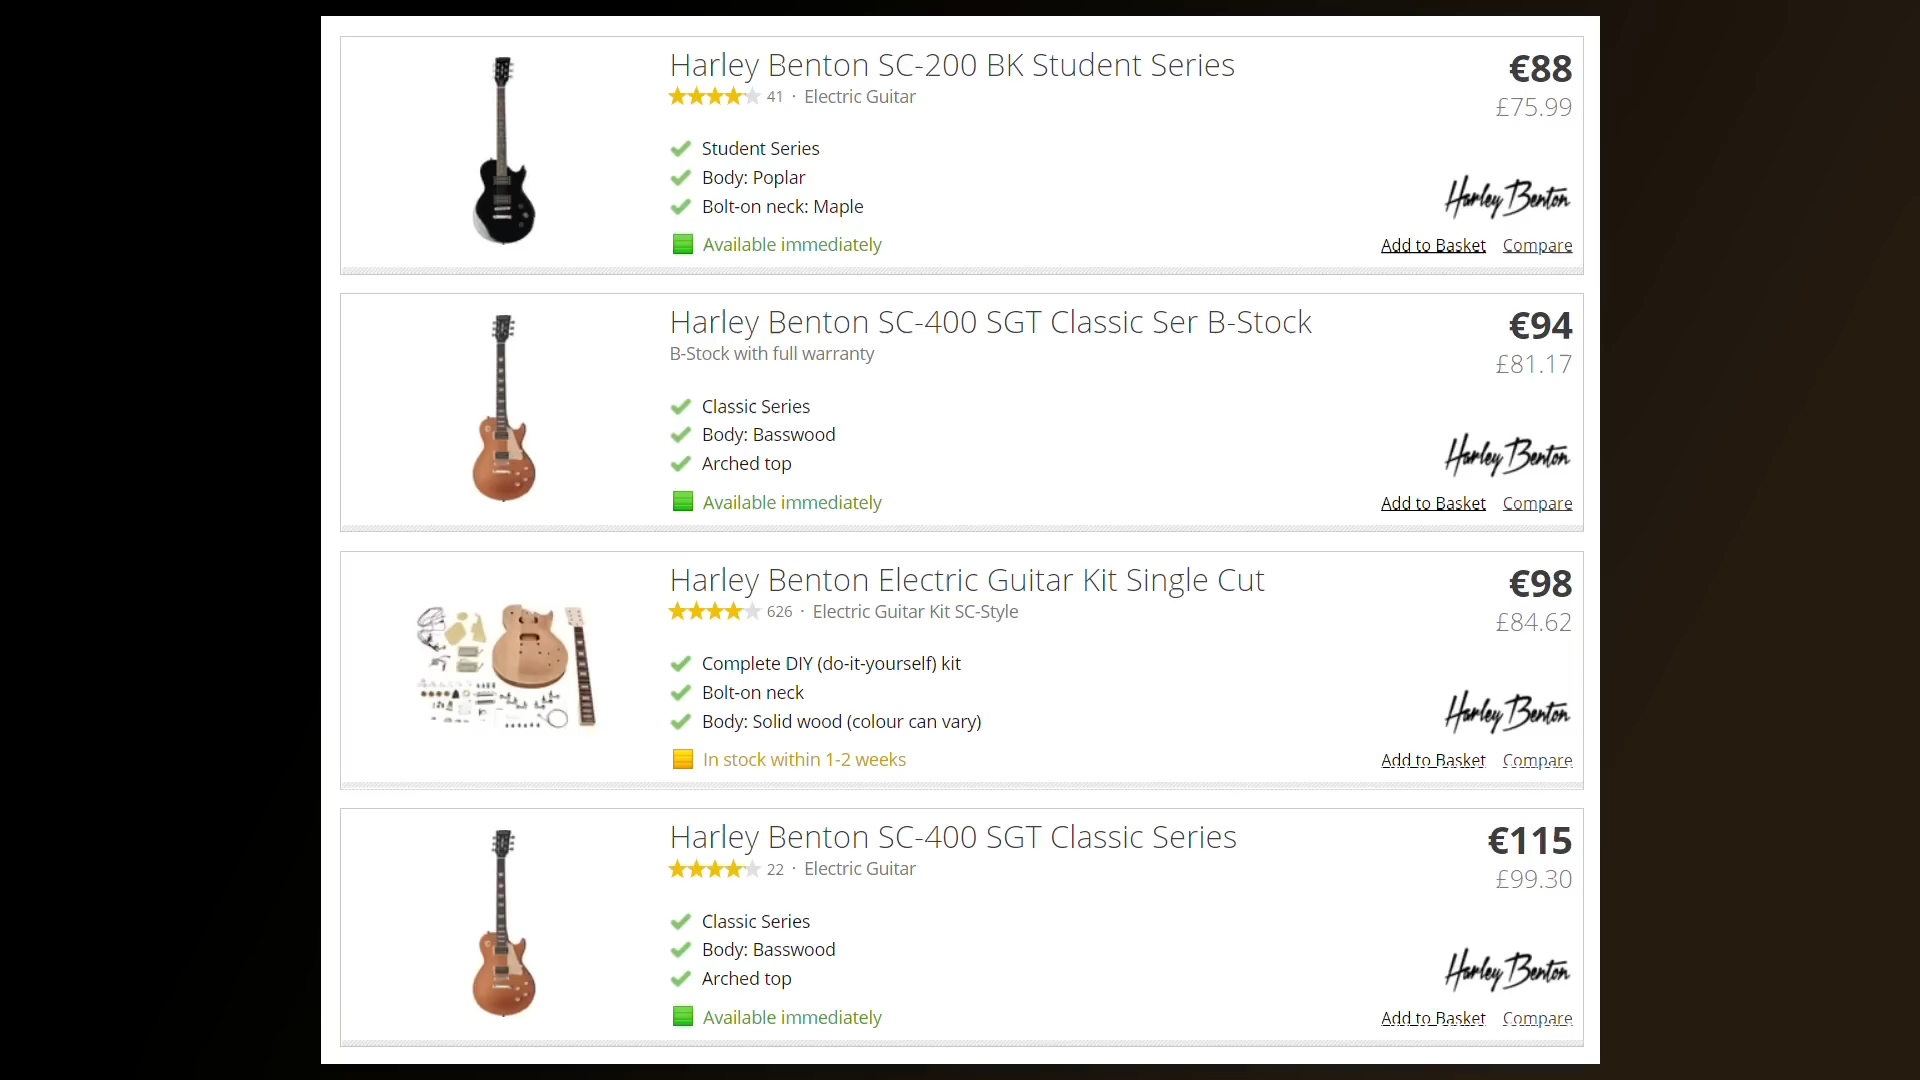 Harley Benton SC-200 BK Student Series
€88
41 · Electric Guitar
£75.99
Student Series
Body: Poplar
Bolt-on neck: Maple
Harley Benton
Available immediately
Add to Basket Compare
Harley Benton SC-400 SGT Classic Ser B-Stock
€94
B-Stock with full warranty
£81.17
Classic Series
Body: Basswood
Arched top
Harley Benton
Available immediately
Add to Basket Compare
Harley Benton Electric Guitar Kit Single Cut
€98
626 · Electric Guitar Kit SC-Style
£84.62
Complete DIY (do-it-yourself) kit
Bolt-on neck
Body: Solid wood (colour can vary)
Harley Benton
In stock within 1-2 weeks
Add to Basket Compare
Harley Benton SC-400 SGT Classic Series
€115
22 · Electric Guitar
£99.30
Classic Series
Body: Basswood
Arched top
Harley Benton
Available immediately
Add to Basket Compare